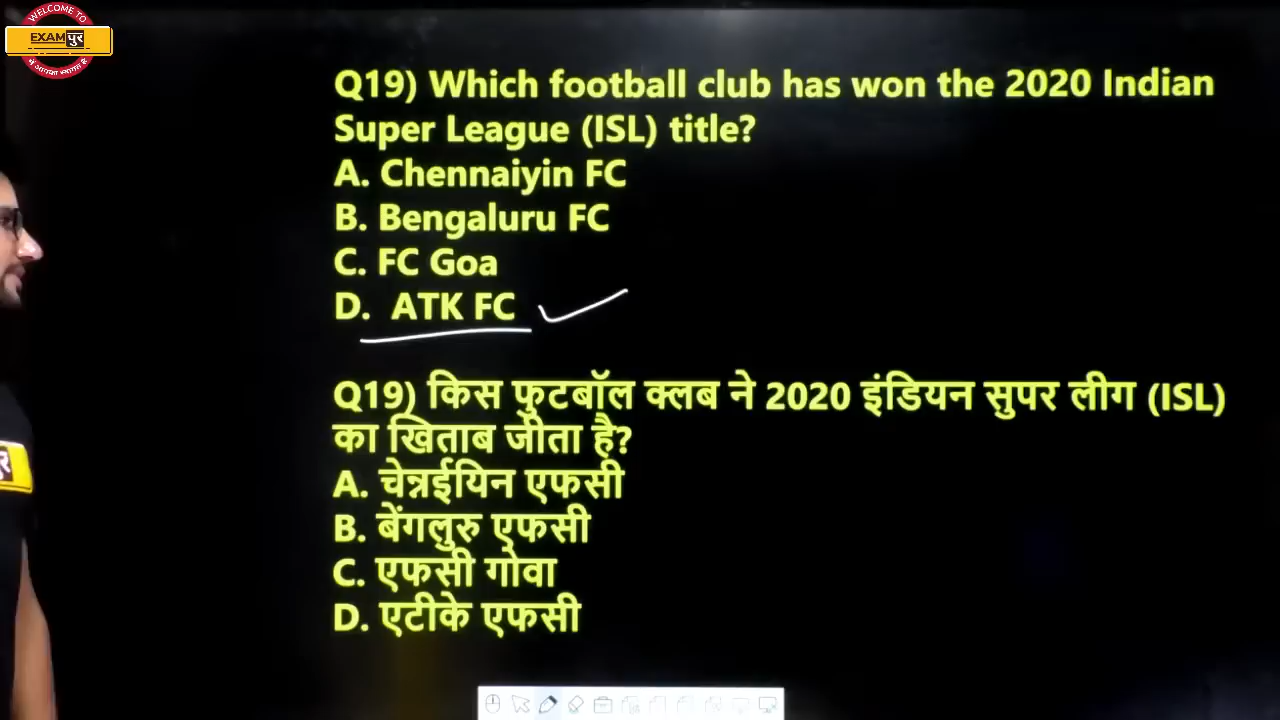 WELCOME TO
EXAMपुर
में आपका स्वागत है
Q19) Which football club has won the 2020 Indian
Super League (ISL) title?
A. Chennaiyin FC
B. Bengaluru FC
C. FC Goa
D. ATK FC
Q19) किस फुटबॉल क्लब ने 2020 इंडियन सुपर लीग (ISL)
का खिताब जीता है?
A. चेन्नईयिन एफसी
B. बेंगलुरु एफसी
C. एफसी गोवा
D. एटीके एफसी